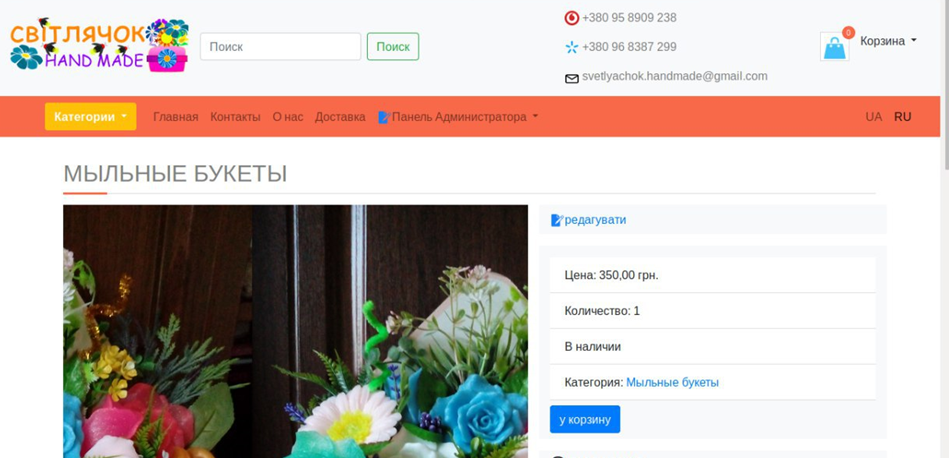 СВІТЛЯЧОК
HAND MADE
Поиск
Поиск
+380 95 8909 238
+380 96 8387 299
svetlyachok.handmade@gmail.com
0
Корзина
Категории
Главная Контакты О нас Доставка Панель Администратора
UA RU
МЫЛЬНЫЕ БУКЕТЫ
редагувати
Цена: 350,00 грн.
Количество: 1
В наличии
Категория: Мыльные букеты
у корзину